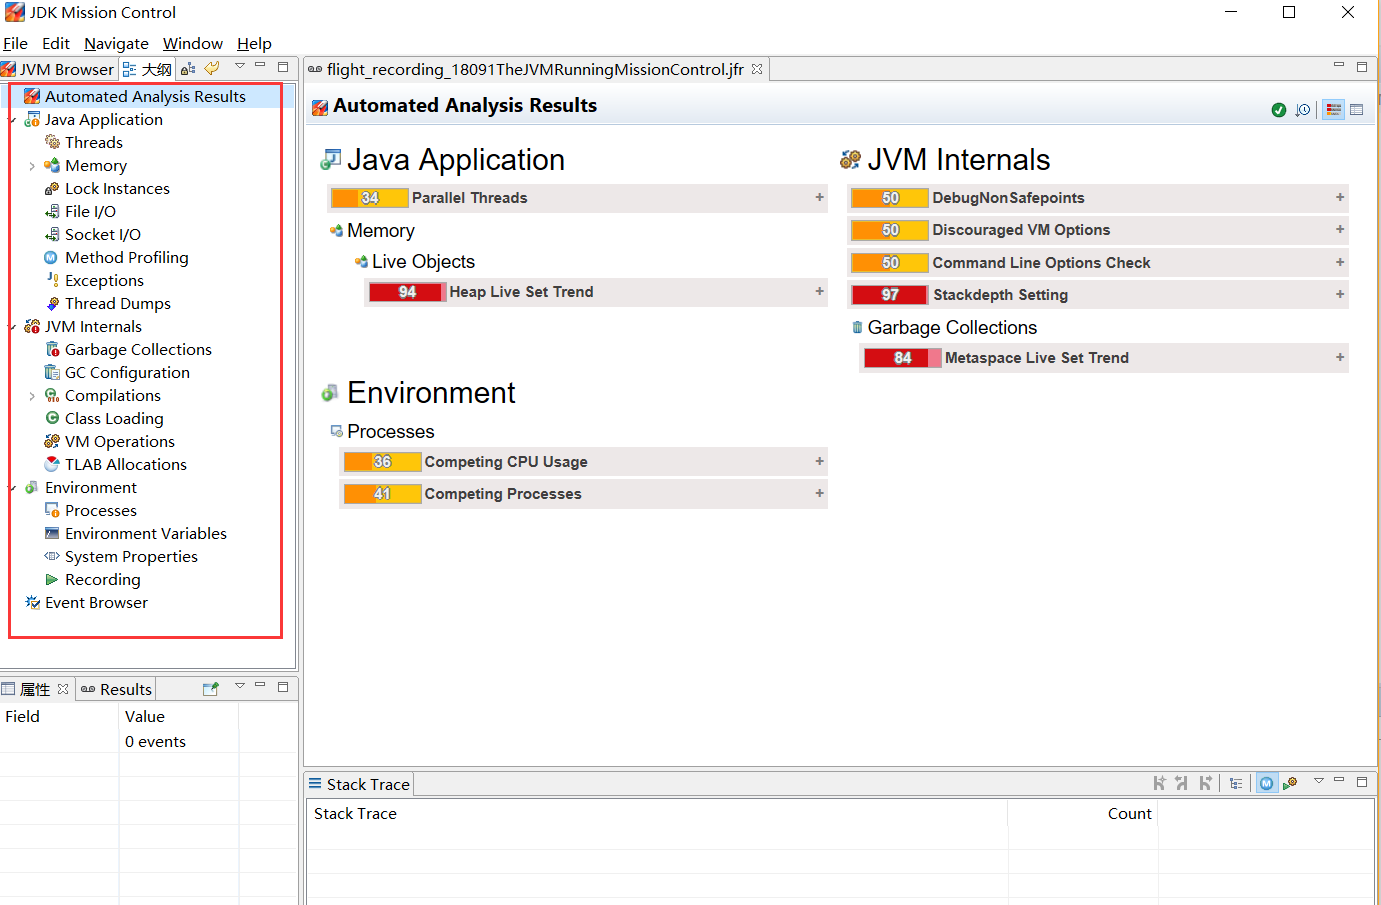 JDK Mission Control
File Edit Navigate Window Help
JVM Browser 大纲
Automated Analysis Results
Java Application
Threads
Memory
Lock Instances
File I/O
Socket I/O
Method Profiling
Exceptions
Thread Dumps
JVM Internals
Garbage Collections
GC Configuration
Compilations
Class Loading
VM Operations
TLAB Allocations
Environment
Processes
Environment Variables
System Properties
Recording
Event Browser
属性 Results
Field Value
0 events
flight_recording_18091TheJVMRunningMissionControl.jfr
Automated Analysis Results
Java Application
34 Parallel Threads +
Memory
Live Objects
94 Heap Live Set Trend +
Environment
Processes
36 Competing CPU Usage +
41 Competing Processes +
JVM Internals
50 DebugNonSafepoints +
50 Discouraged VM Options +
50 Command Line Options Check +
97 Stackdepth Setting +
Garbage Collections
84 Metaspace Live Set Trend +
Stack Trace
Stack Trace Count